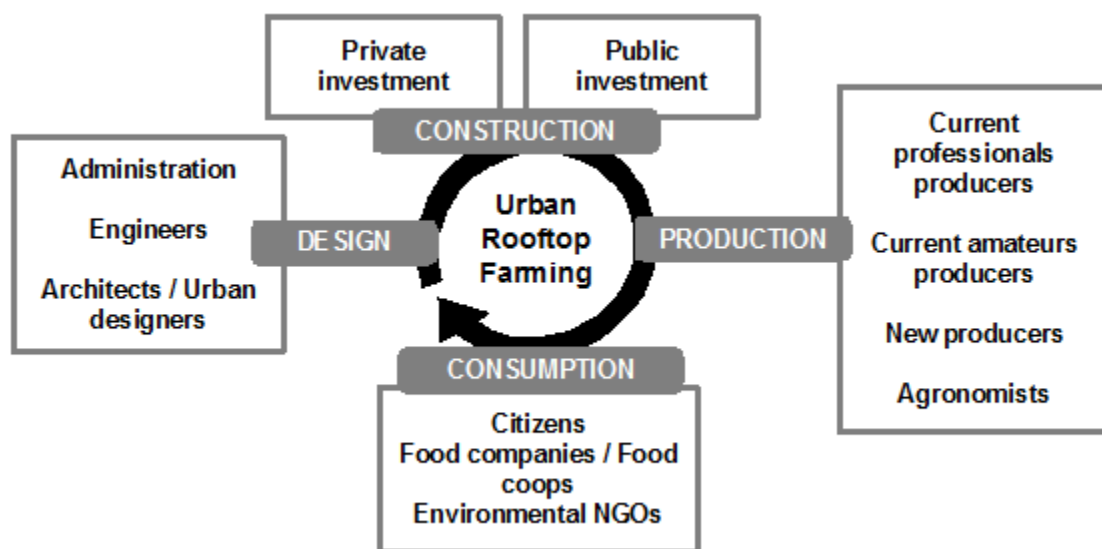 Private
investment
Public
investment
CONSTRUCTION
Administration
Engineers
Architects / Urban
designers
DESIGN
Urban
Rooftop
Farming
PRODUCTION
Current
professionals
producers
Current amateurs
producers
New producers
Agronomists
CONSUMPTION
Citizens
Food companies / Food
coops
Environmental NGOs